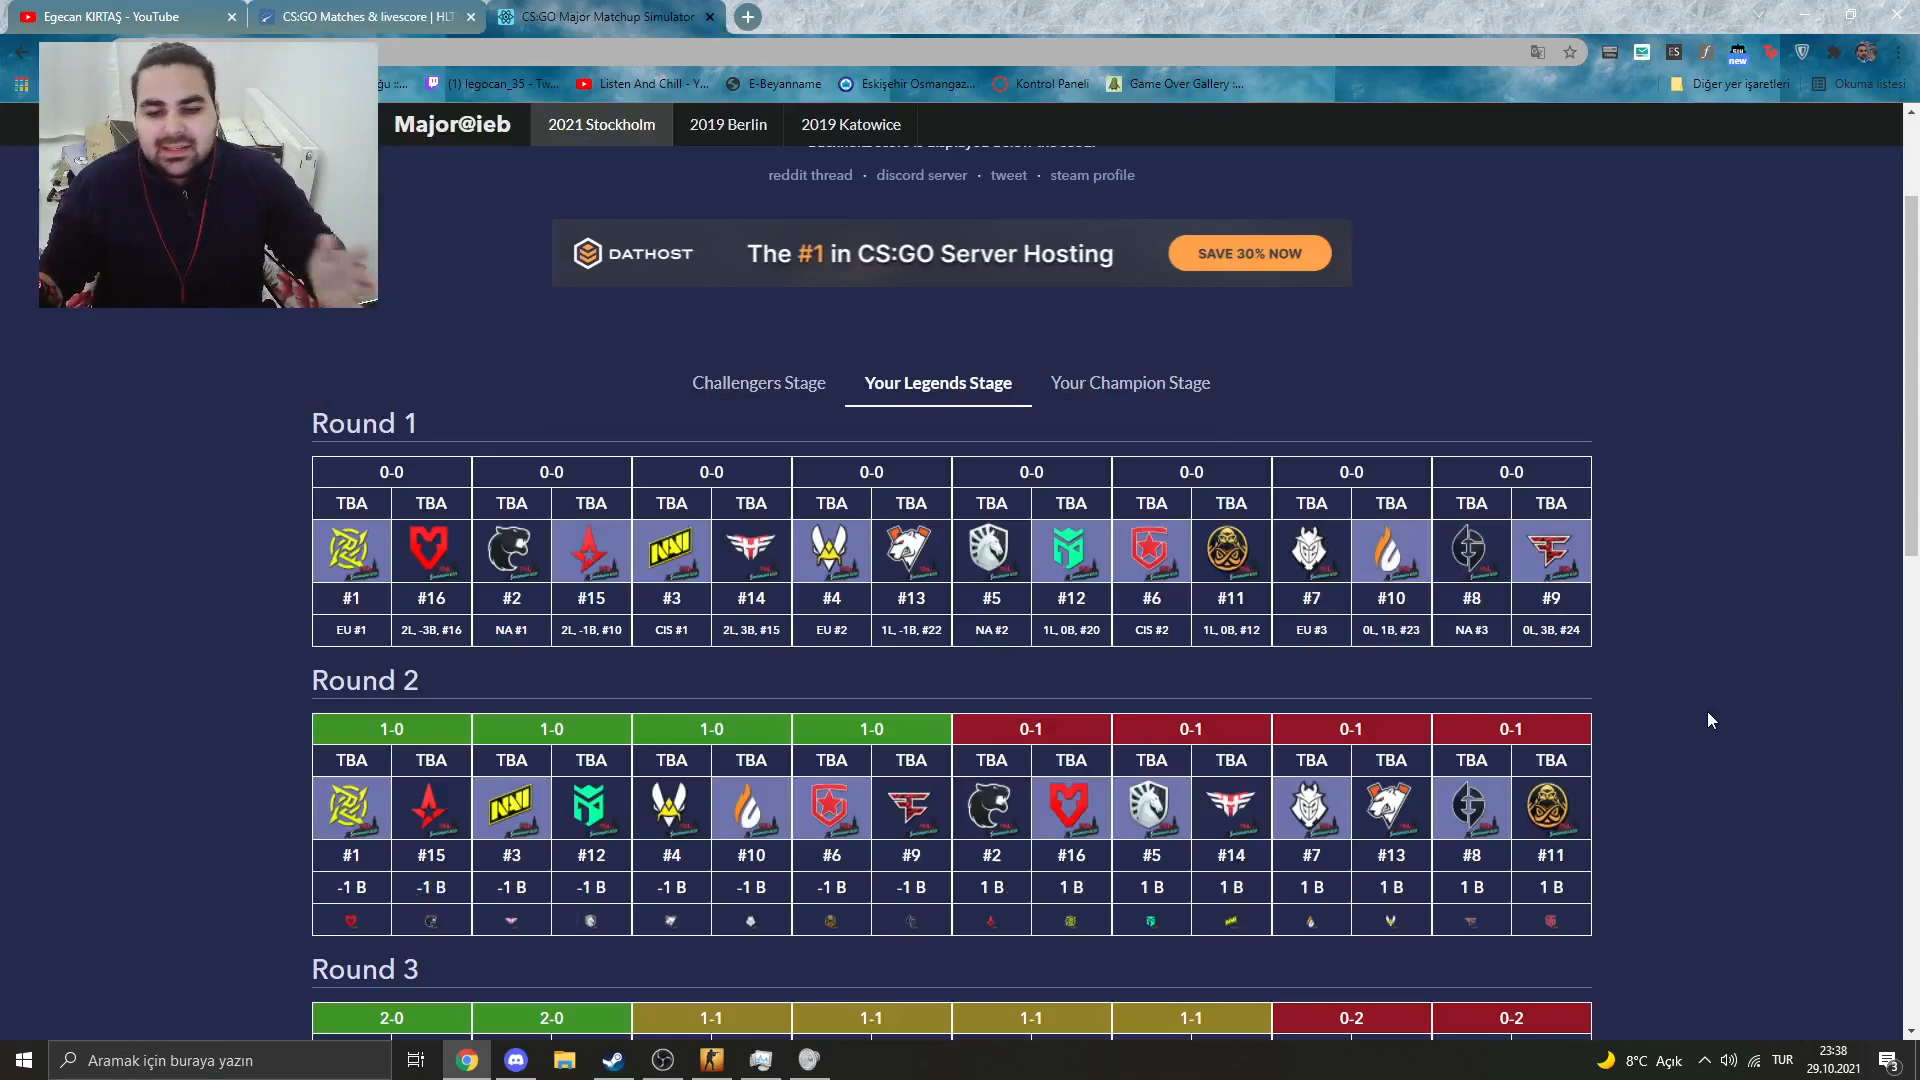 Egecan KIRTAŞ - YouTube
CS:GO Matches & livescore | HLT
CS:GO Major Matchup Simulator
ES
new
ğu ::...
(1) legocan_35 - Tw...
Listen And Chill - Y...
E-Beyanname
Eskişehir Osmangaz...
Kontrol Paneli
Game Over Gallery :...
Diğer yer işaretleri
Okuma listesi
Major@ieb
2021 Stockholm
2019 Berlin
2019 Katowice
reddit thread · discord server · tweet · steam profile
DATHOST
The #1 in CS:GO Server Hosting
SAVE 30% NOW
Challengers Stage
Your Legends Stage
Your Champion Stage
Round 1
0-0 0-0 0-0 0-0 0-0 0-0 0-0 0-0
TBA TBA TBA TBA TBA TBA TBA TBA TBA TBA TBA TBA TBA TBA TBA TBA
#1 #16 #2 #15 #3 #14 #4 #13 #5 #12 #6 #11 #7 #10 #8 #9
EU #1 2L, -3B, #16 NA #1 2L, -1B, #10 CIS #1 2L, 3B, #15 EU #2 1L, -1B, #22 NA #2 1L, 0B, #20 CIS #2 1L, 0B, #12 EU #3 0L, 1B, #23 NA #3 0L, 3B, #24
Round 2
1-0 1-0 1-0 1-0 0-1 0-1 0-1 0-1
TBA TBA TBA TBA TBA TBA TBA TBA TBA TBA TBA TBA TBA TBA TBA TBA
#1 #15 #3 #12 #4 #10 #6 #9 #2 #16 #5 #14 #7 #13 #8 #11
-1 B -1 B -1 B -1 B -1 B -1 B -1 B -1 B 1 B 1 B 1 B 1 B 1 B 1 B 1 B 1 B
Round 3
2-0 2-0 1-1 1-1 1-1 1-1 0-2 0-2
Aramak için buraya yazın
8°C Açık
TUR
23:38
29.10.2021
3